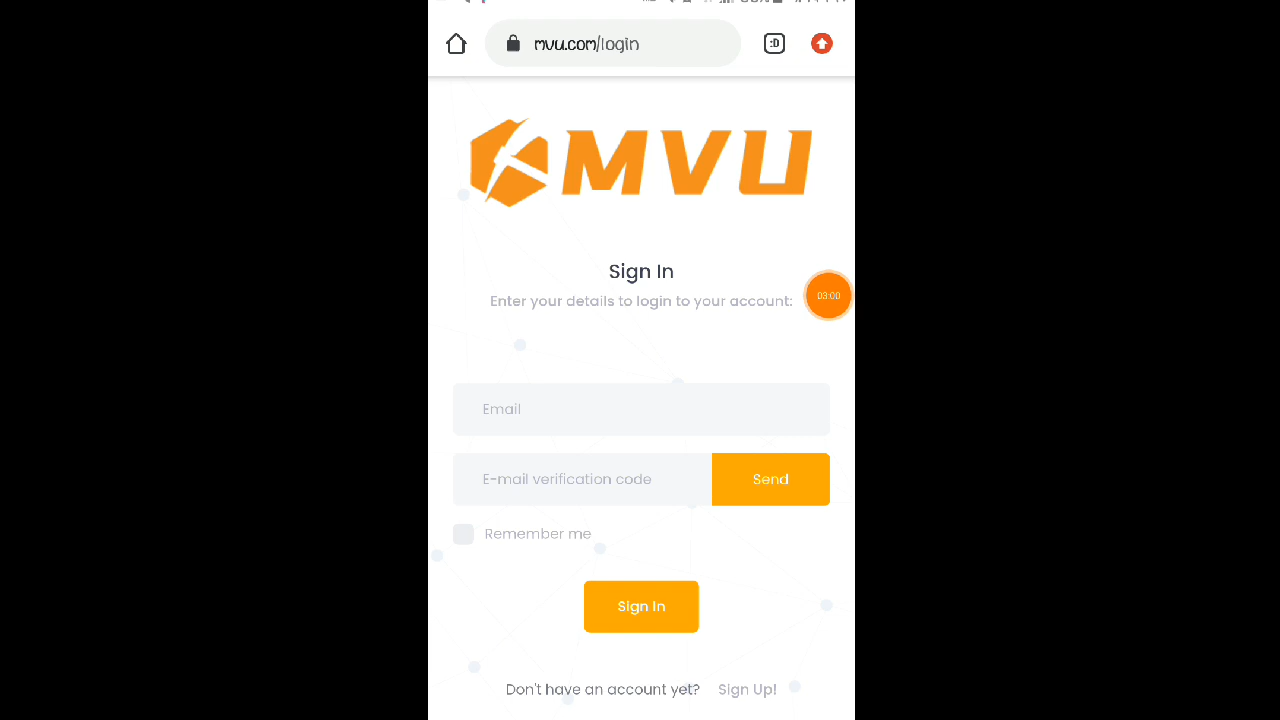 mvu.com/login
:D
MVU
Sign In
Enter your details to login to your account:
03:00
Email
E-mail verification code
Send
Remember me
Sign In
Don't have an account yet? Sign Up!